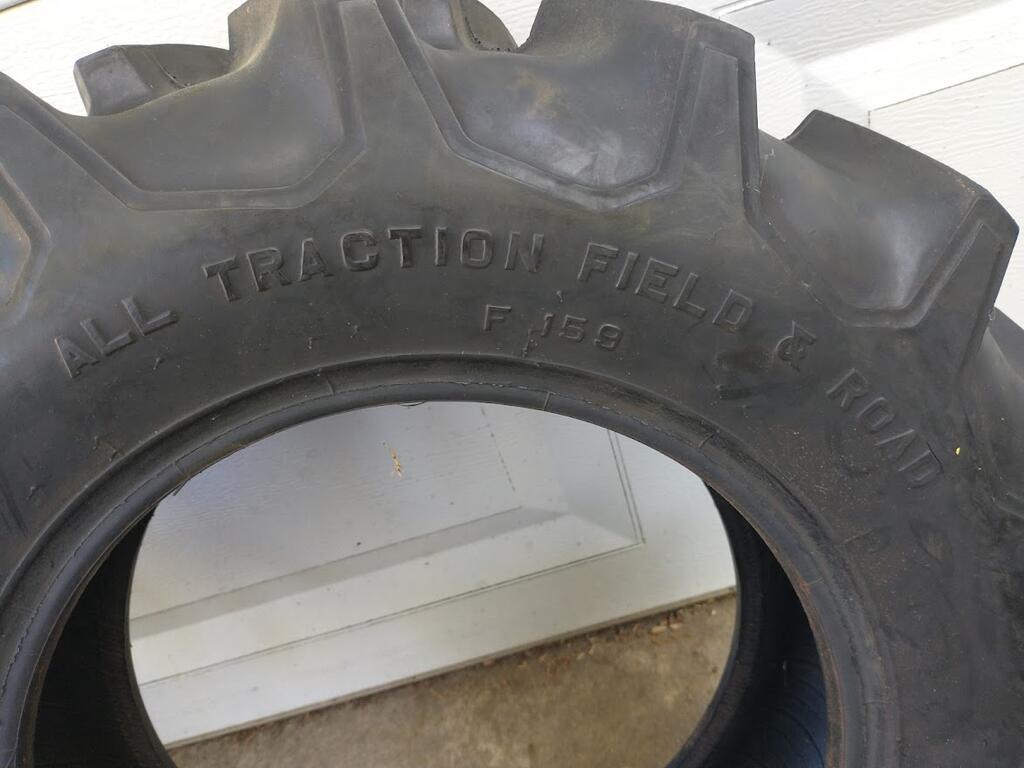 ALL TRACTION FIELD & ROAD
F 159